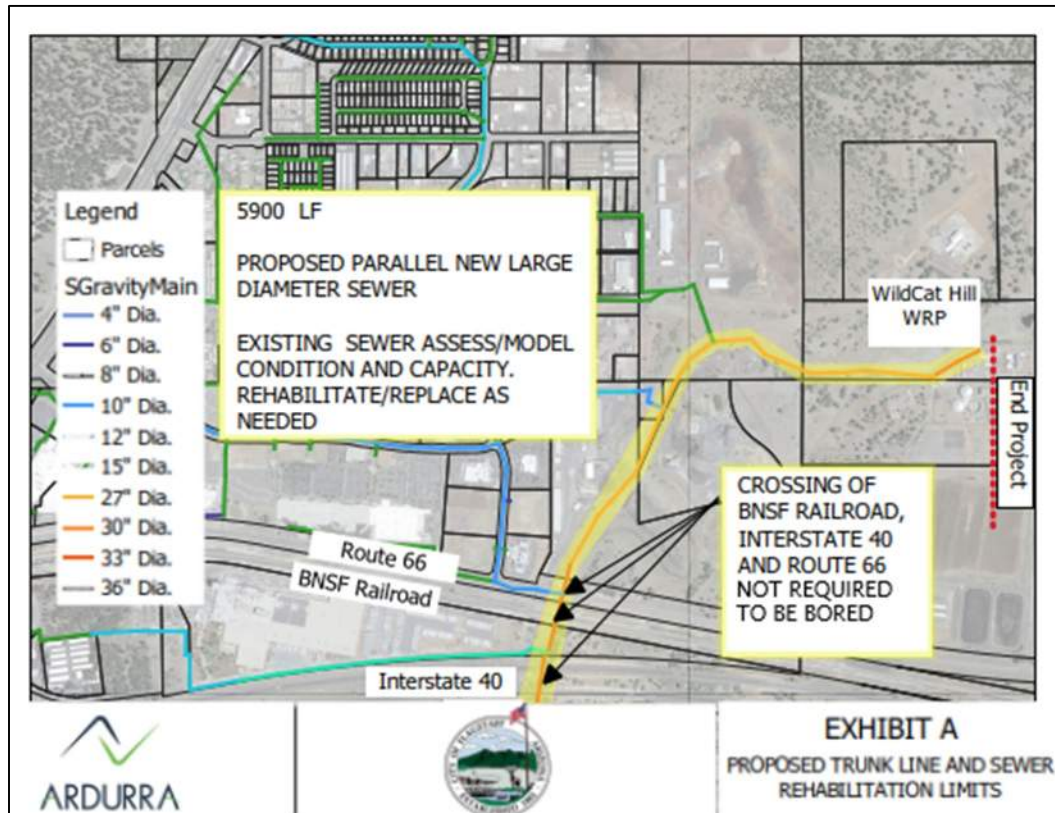 Legend
Parcels
SGravityMain
4" Dia.
6" Dia.
8" Dia.
10" Dia.
12" Dia.
15" Dia.
27" Dia.
30" Dia.
33" Dia.
36" Dia.
5900 LF
PROPOSED PARALLEL NEW LARGE
DIAMETER SEWER
EXISTING SEWER ASSESS/MODEL
CONDITION AND CAPACITY.
REHABILITATE/REPLACE AS
NEEDED
WildCat Hill
WRP
End Project
CROSSING OF
BNSF RAILROAD,
INTERSTATE 40
AND ROUTE 66
NOT REQUIRED
TO BE BORED
Route 66
BNSF Railroad
Interstate 40
ARDURRA
CITY OF FLAGSTAFF ARIZONA
EXHIBIT A
PROPOSED TRUNK LINE AND SEWER
REHABILITATION LIMITS